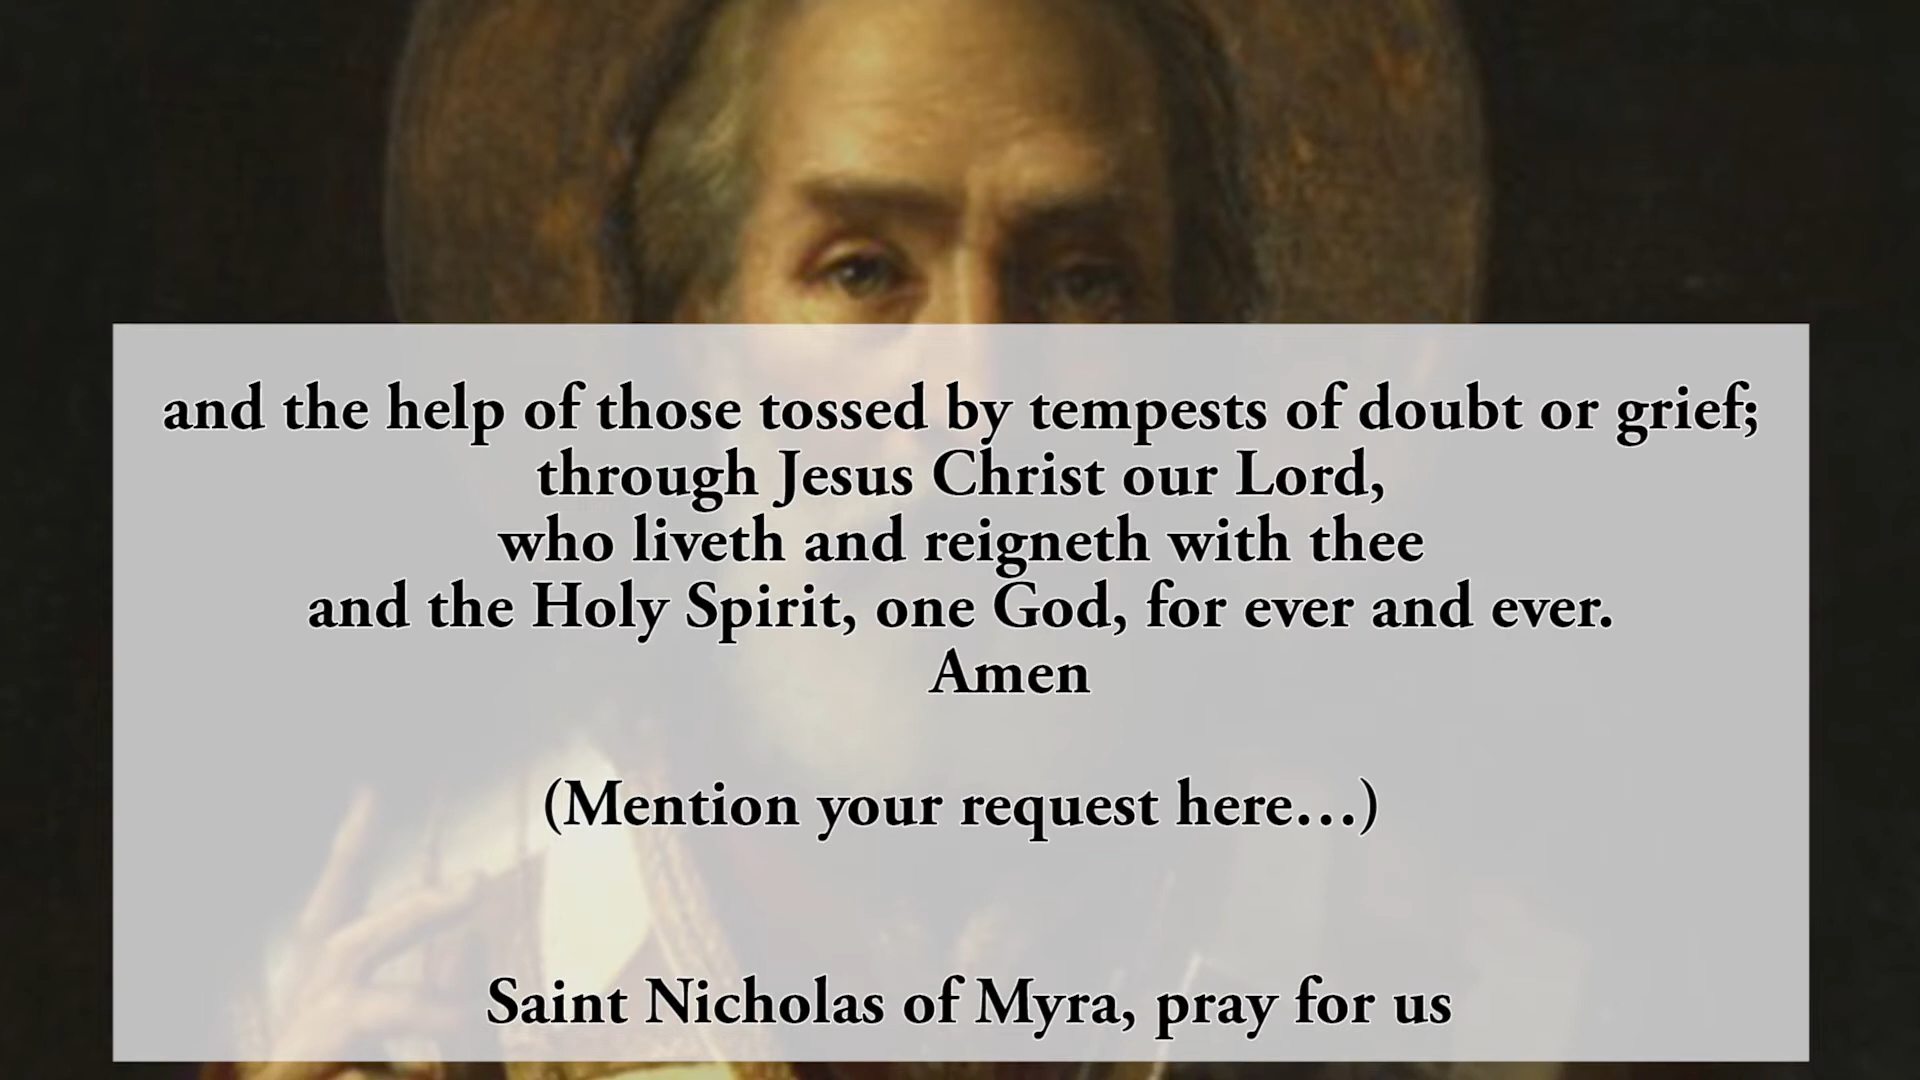 and the help of those tossed by tempests of doubt or grief;
through Jesus Christ our Lord,
who liveth and reigneth with thee
and the Holy Spirit, one God, for ever and ever.
Amen
(Mention your request here…)
Saint Nicholas of Myra, pray for us